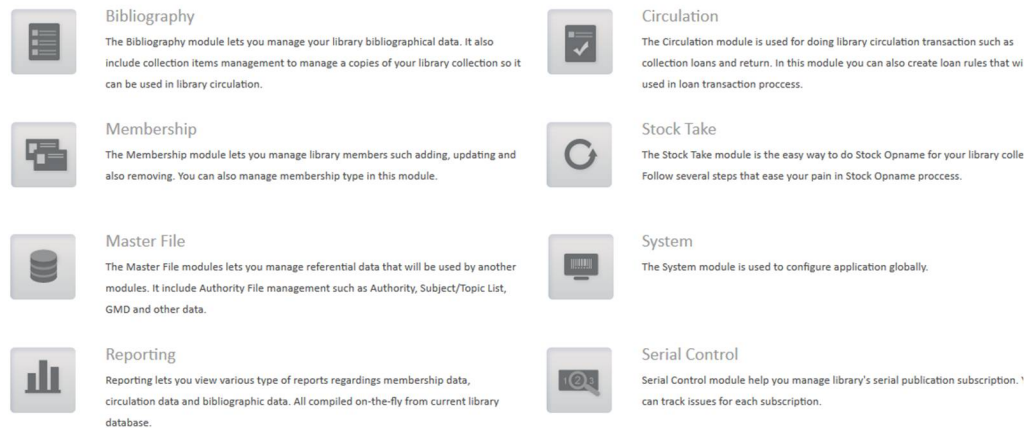 Bibliography
The Bibliography module lets you manage your library bibliographical data. It also
include collection items management to manage a copies of your library collection so it
can be used in library circulation.
Circulation
The Circulation module is used for doing library circulation transaction such as
collection loans and return. In this module you can also create loan rules that wi
used in loan transaction proccess.
Membership
The Membership module lets you manage library members such adding, updating and
also removing. You can also manage membership type in this module.
Stock Take
The Stock Take module is the easy way to do Stock Opname for your library colle
Follow several steps that ease your pain in Stock Opname proccess.
Master File
The Master File modules lets you manage referential data that will be used by another
modules. It include Authority File management such as Authority, Subject/Topic List,
GMD and other data.
System
The System module is used to configure application globally.
Reporting
Reporting lets you view various type of reports regardings membership data,
circulation data and bibliographic data. All compiled on-the-fly from current library
database.
1 2 3
Serial Control
Serial Control module help you manage library's serial publication subscription.
can track issues for each subscription.